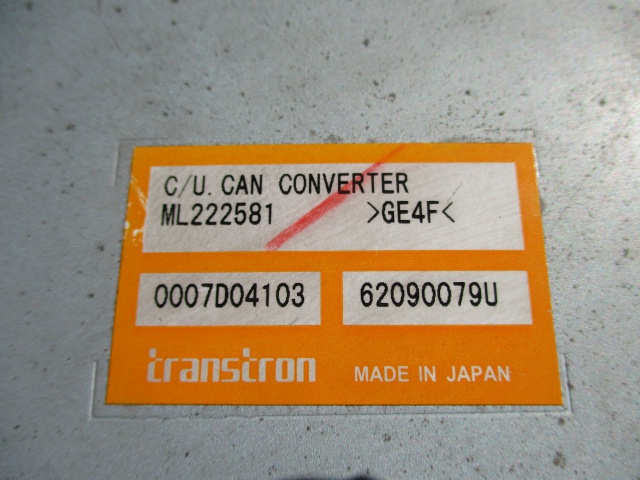 C/U. CAN CONVERTER
ML222581 >GE4F<
0007D04103 62090079U
transtron MADE IN JAPAN